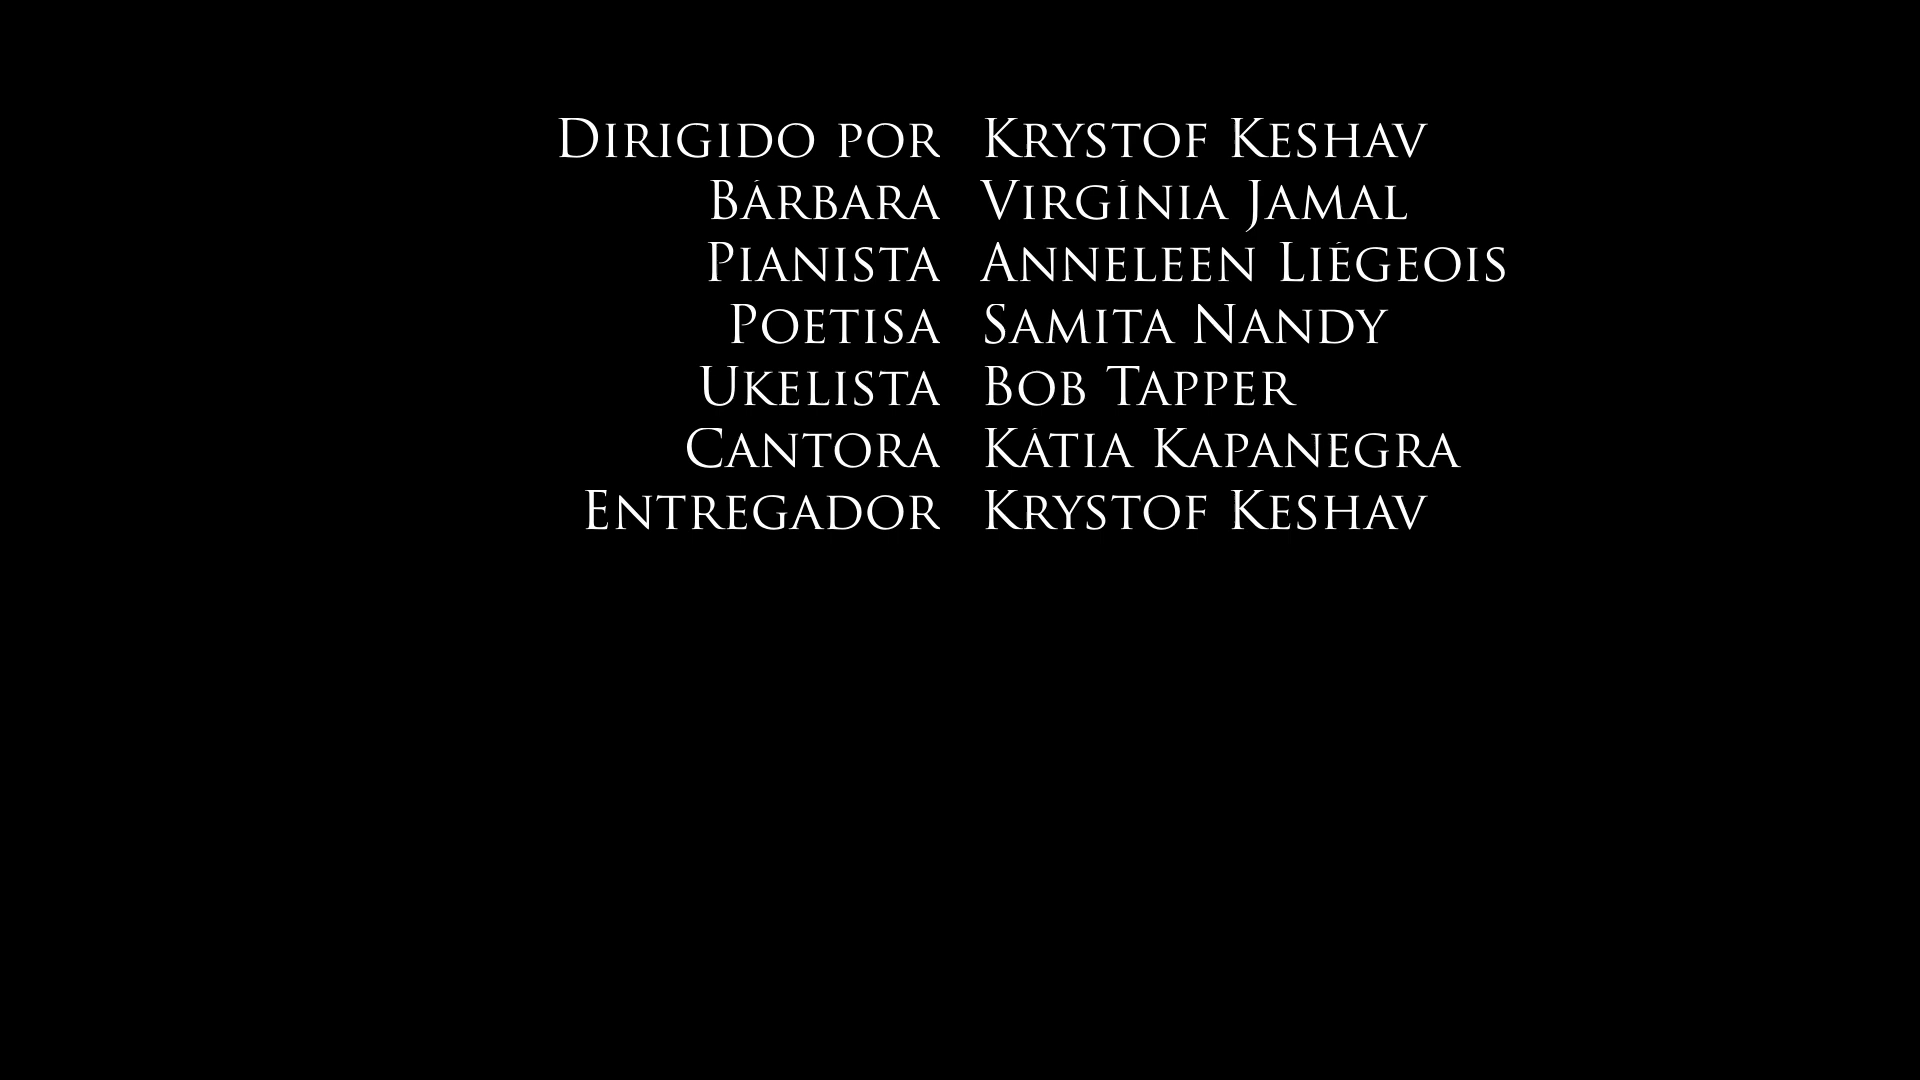 Dirigido por Krystof Keshav
Bárbara Virgínia Jamal
Pianista Anneleen Liégeois
Poetisa Samita Nandy
Ukelista Bob Tapper
Cantora Kátia Kapanegra
Entregador Krystof Keshav